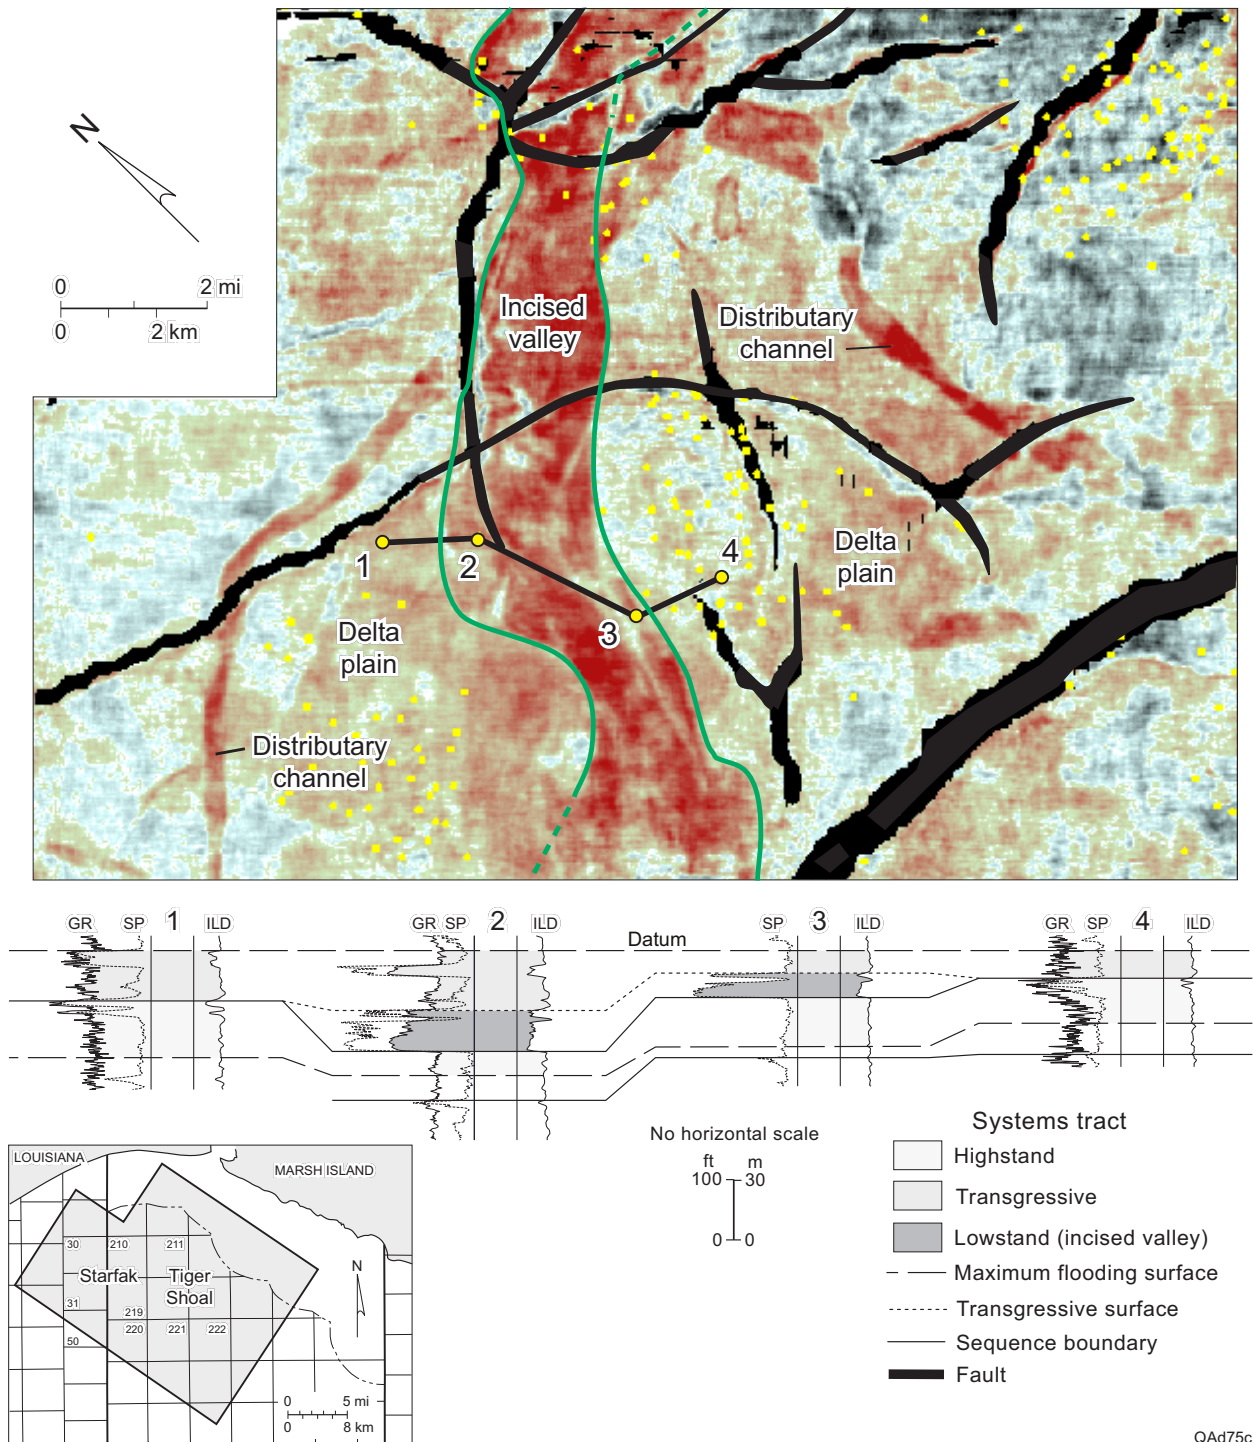 N
0 2 mi
0 2 km
Incised
valley
Distributary
channel
1
2
3
4
Delta
plain
Delta
plain
Distributary
channel
GR SP 1 ILD
GR SP 2 ILD
Datum
SP 3 ILD
GR SP 4 ILD
No horizontal scale
ft m
100 30
0 0
Systems tract
Highstand
Transgressive
Lowstand (incised valley)
Maximum flooding surface
Transgressive surface
Sequence boundary
Fault
LOUISIANA
MARSH ISLAND
30 210 211
Starfak Tiger
Shoal
N
31 219
220 221 222
50
0 5 mi
0 8 km
QAd75c